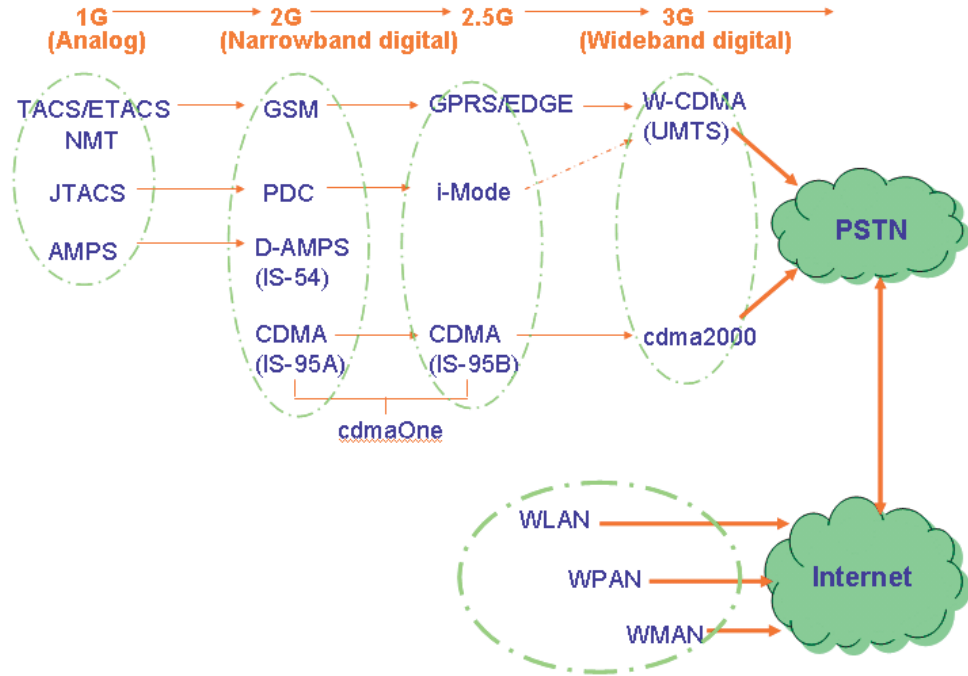 1G
2G
2.5G
3G
(Analog)
(Narrowband digital)
(Wideband digital)
TACS/ETACS
NMT
GSM
GPRS/EDGE
W-CDMA
(UMTS)
JTACS
PDC
i-Mode
AMPS
D-AMPS
(IS-54)
PSTN
CDMA
(IS-95A)
CDMA
(IS-95B)
cdma2000
cdmaOne
WLAN
WPAN
WMAN
Internet